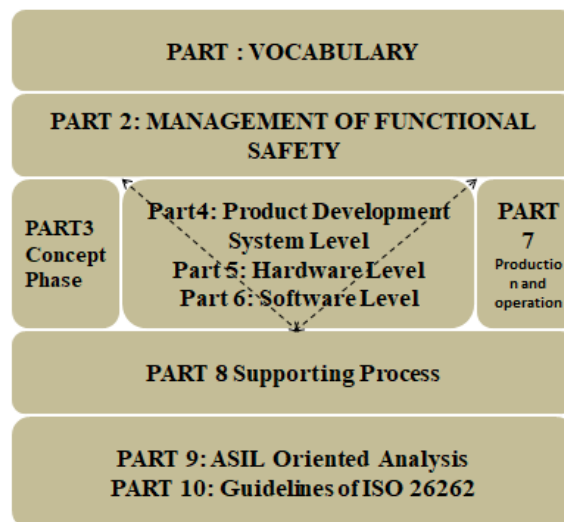 PART : VOCABULARY
PART 2: MANAGEMENT OF FUNCTIONAL
SAFETY
PART3
Concept
Phase
Part4: Product Development
System Level
Part 5: Hardware Level
Part 6: Software Level
PART
7
Productio
n and
operation
PART 8 Supporting Process
PART 9: ASIL Oriented Analysis
PART 10: Guidelines of ISO 26262